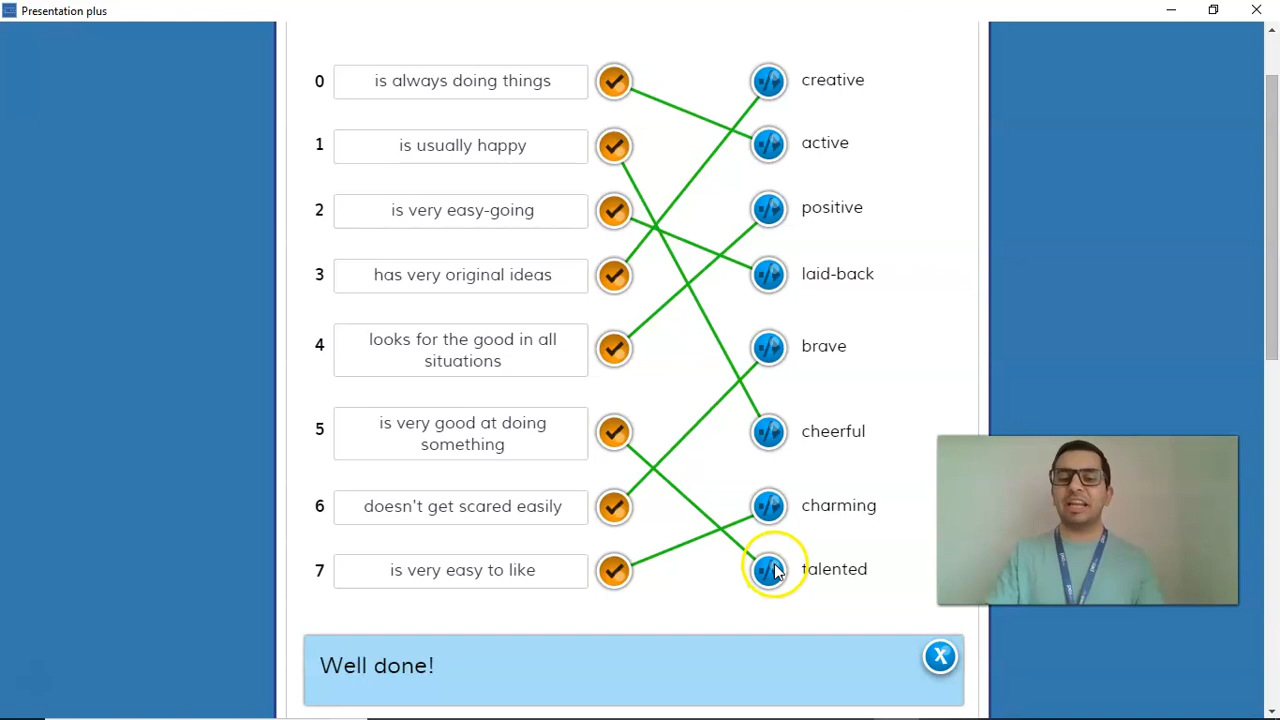 Presentation plus
0 is always doing things creative
1 is usually happy active
2 is very easy-going positive
3 has very original ideas laid-back
4 looks for the good in all
situations brave
5 is very good at doing
something cheerful
6 doesn't get scared easily charming
7 is very easy to like talented
Well done!
X